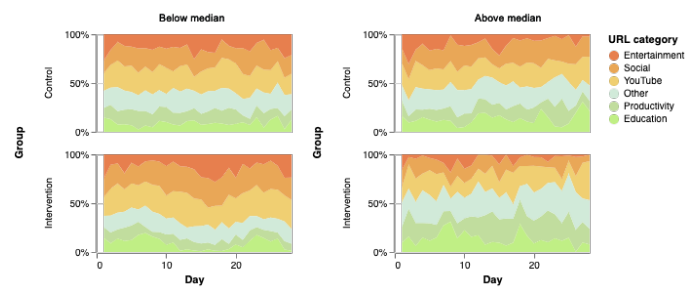 Below median
Above median
URL category
Entertainment
Social
YouTube
Other
Productivity
Education
Group
Control
100%
50%
0%
Group
Control
100%
50%
0%
Intervention
100%
50%
0%
Intervention
100%
50%
0%
0 10 20
Day
0 10 20
Day